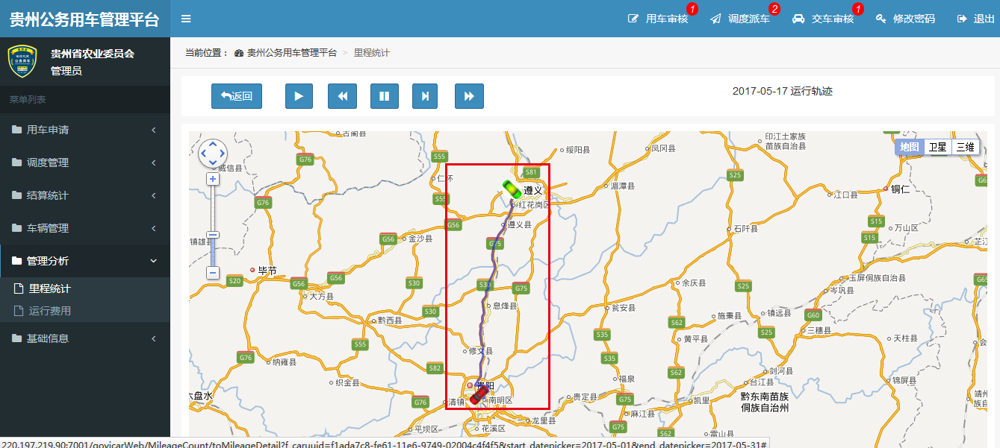 贵州公务用车管理平台
用车审核 1
调度派车 2
交车审核 1
修改密码
退出
贵州省农业委员会
管理员
菜单列表
用车申请
调度管理
结算统计
车辆管理
管理分析
里程统计
运行费用
基础信息
当前位置： 贵州公务用车管理平台 > 里程统计
返回
2017-05-17 运行轨迹
地图 卫星 三维
古蔺县
威信县
G76
S55
仁怀
S81
绥阳县
凤冈县
印江土家族
苗族自治县
遵义
红花岗区
湄潭县
S25
江口县
铜仁
G76
S55
G56
遵义县
石阡县
S15
万山区
S15
镇雄县
G56
金沙县
G75
毕节
S20
G56
G56
S30
S30
G75
余庆县
S25
玉屏侗族自治县
岑巩县
大方县
S30
息烽县
瓮安县
黔西县
S62
施秉县
镇远县
G60
S35
S25
三穗县
S55
修文县
黄平县
天柱县
G76
纳雍县
S82
S35
S62
剑河县
织金县
贵阳
福泉
台江县
锦屏县
G76
清镇
南明区
贵定县
G75
凯里
黔东南苗族
侗族自治州
麻江县
平坝区
花溪区
龙里县
G75
S62
雷山县
220.197.219.90:7001/govicarWeb/MileageCount/toMileageDetail?f_caruuid=f1ada7c8-fe61-11e6-9749-02004c4f4f5&start_datepicker=2017-05-01&end_datepicker=2017-05-31#